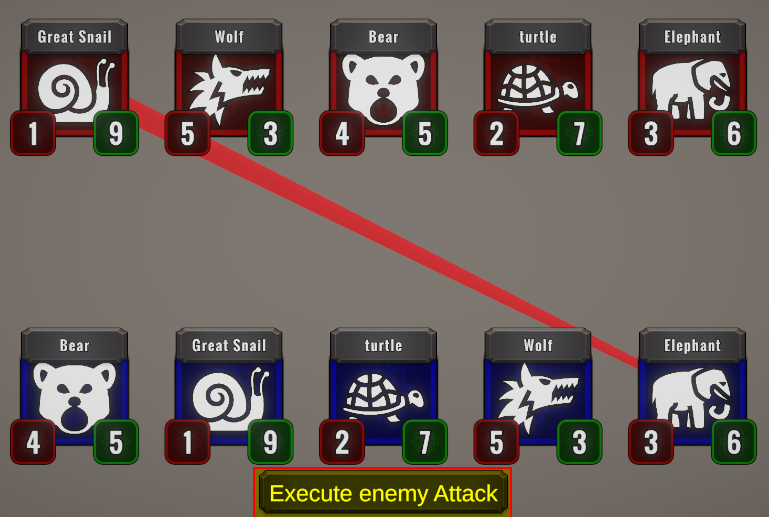 Great Snail Wolf Bear turtle Elephant
1 9 5 3 4 5 2 7 3 6
Bear Great Snail turtle Wolf Elephant
4 5 1 9 2 7 5 3 3 6
Execute enemy Attack